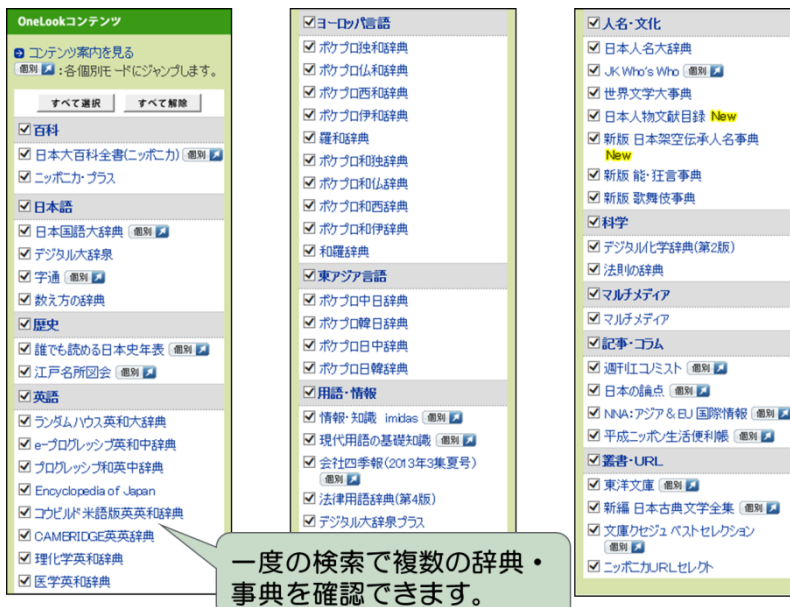 OneLookコンテンツ
コンテンツ案内を見る
個別 :各個別モードにジャンプします。
すべて選択 すべて解除
百科
日本大百科全書(ニッポニカ) 個別
ニッポニカ・プラス
日本語
日本国語大辞典 個別
デジタル大辞泉
字通 個別
数え方の辞典
歴史
誰でも読める日本史年表 個別
江戸名所図会 個別
英語
ランダムハウス英和大辞典
e-プログレッシブ英和中辞典
プログレッシブ和英中辞典
Encyclopedia of Japan
コウビルド米語版英英和辞典
CAMBRIDGE英英辞典
理化学英和辞典
医学英和辞典
ヨーロッパ言語
ポケプロ独和辞典
ポケプロ仏和辞典
ポケプロ西和辞典
ポケプロ伊和辞典
羅和辞典
ポケプロ和独辞典
ポケプロ和仏辞典
ポケプロ和西辞典
ポケプロ和伊辞典
和羅辞典
東アジア言語
ポケプロ中日辞典
ポケプロ韓日辞典
ポケプロ日中辞典
ポケプロ日韓辞典
用語・情報
情報・知識 imidas 個別
現代用語の基礎知識 個別
会社四季報(2013年3集夏号)
個別
法律用語辞典(第4版)
デジタル大辞泉プラス
人名・文化
日本人名大辞典
JK Who's Who 個別
世界文学大事典
日本人物文献目録 New
新版 日本架空伝承人名事典
New
新版 能・狂言事典
新版 歌舞伎事典
科学
デジタル化学辞典(第2版)
法則の辞典
マルチメディア
マルチメディア
記事・コラム
週刊エコノミスト 個別
日本の論点 個別
NNA:アジア & EU 国際情報 個別
平成ニッポン生活便利帳 個別
叢書・URL
東洋文庫 個別
新編 日本古典文学全集 個別
文庫クセジュ ベストセレクション
個別
ニッポニカURLセレクト
一度の検索で複数の辞典・
事典を確認できます。